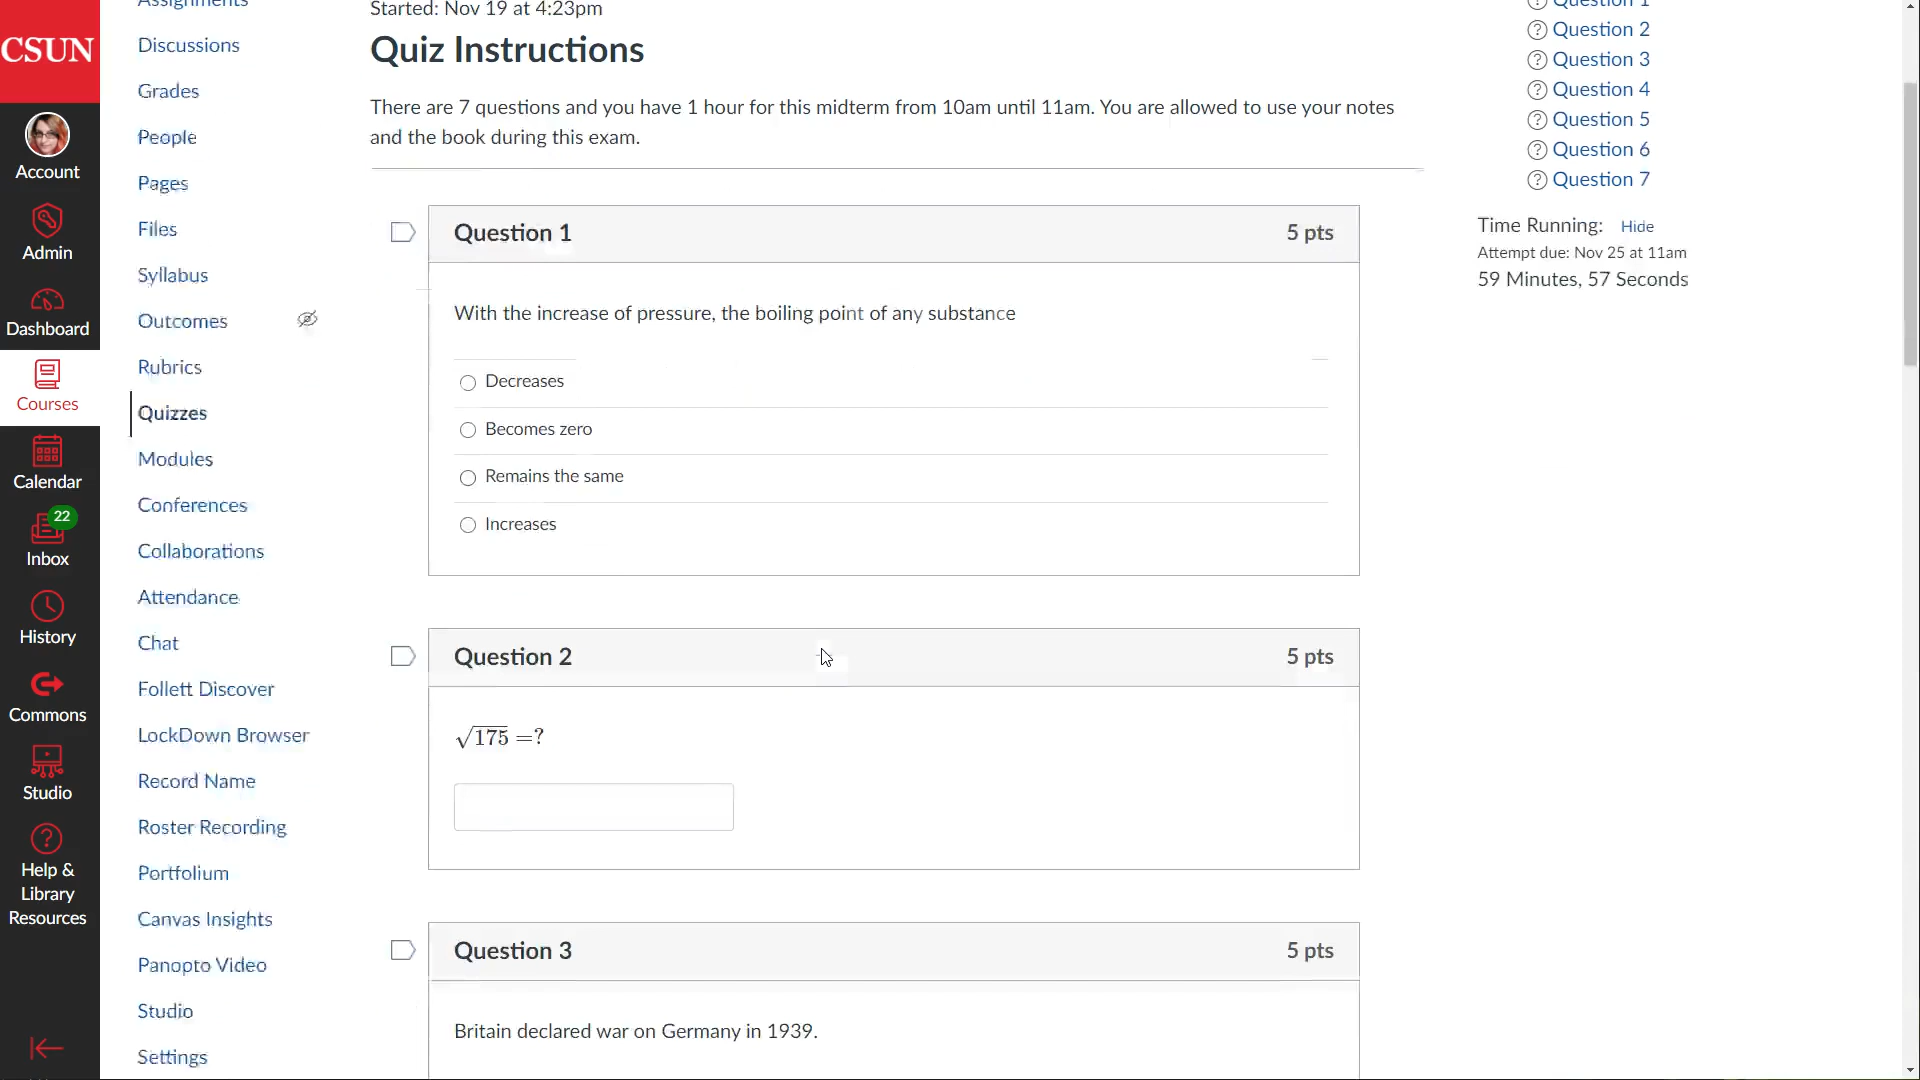 CSUN
Account
Admin
Dashboard
Courses
Calendar
22
Inbox
History
Commons
Studio
Help &
Library
Resources
Assignments
Discussions
Grades
People
Pages
Files
Syllabus
Outcomes
Rubrics
Quizzes
Modules
Conferences
Collaborations
Attendance
Chat
Follett Discover
LockDown Browser
Record Name
Roster Recording
Portfolium
Canvas Insights
Panopto Video
Studio
Settings
Started: Nov 19 at 4:23pm
Quiz Instructions
There are 7 questions and you have 1 hour for this midterm from 10am until 11am. You are allowed to use your notes
and the book during this exam.
Question 1 5 pts
With the increase of pressure, the boiling point of any substance
Decreases
Becomes zero
Remains the same
Increases
Question 2 5 pts
√175 =?
Question 3 5 pts
Britain declared war on Germany in 1939.
Question 1
Question 2
Question 3
Question 4
Question 5
Question 6
Question 7
Time Running: Hide
Attempt due: Nov 25 at 11am
59 Minutes, 57 Seconds